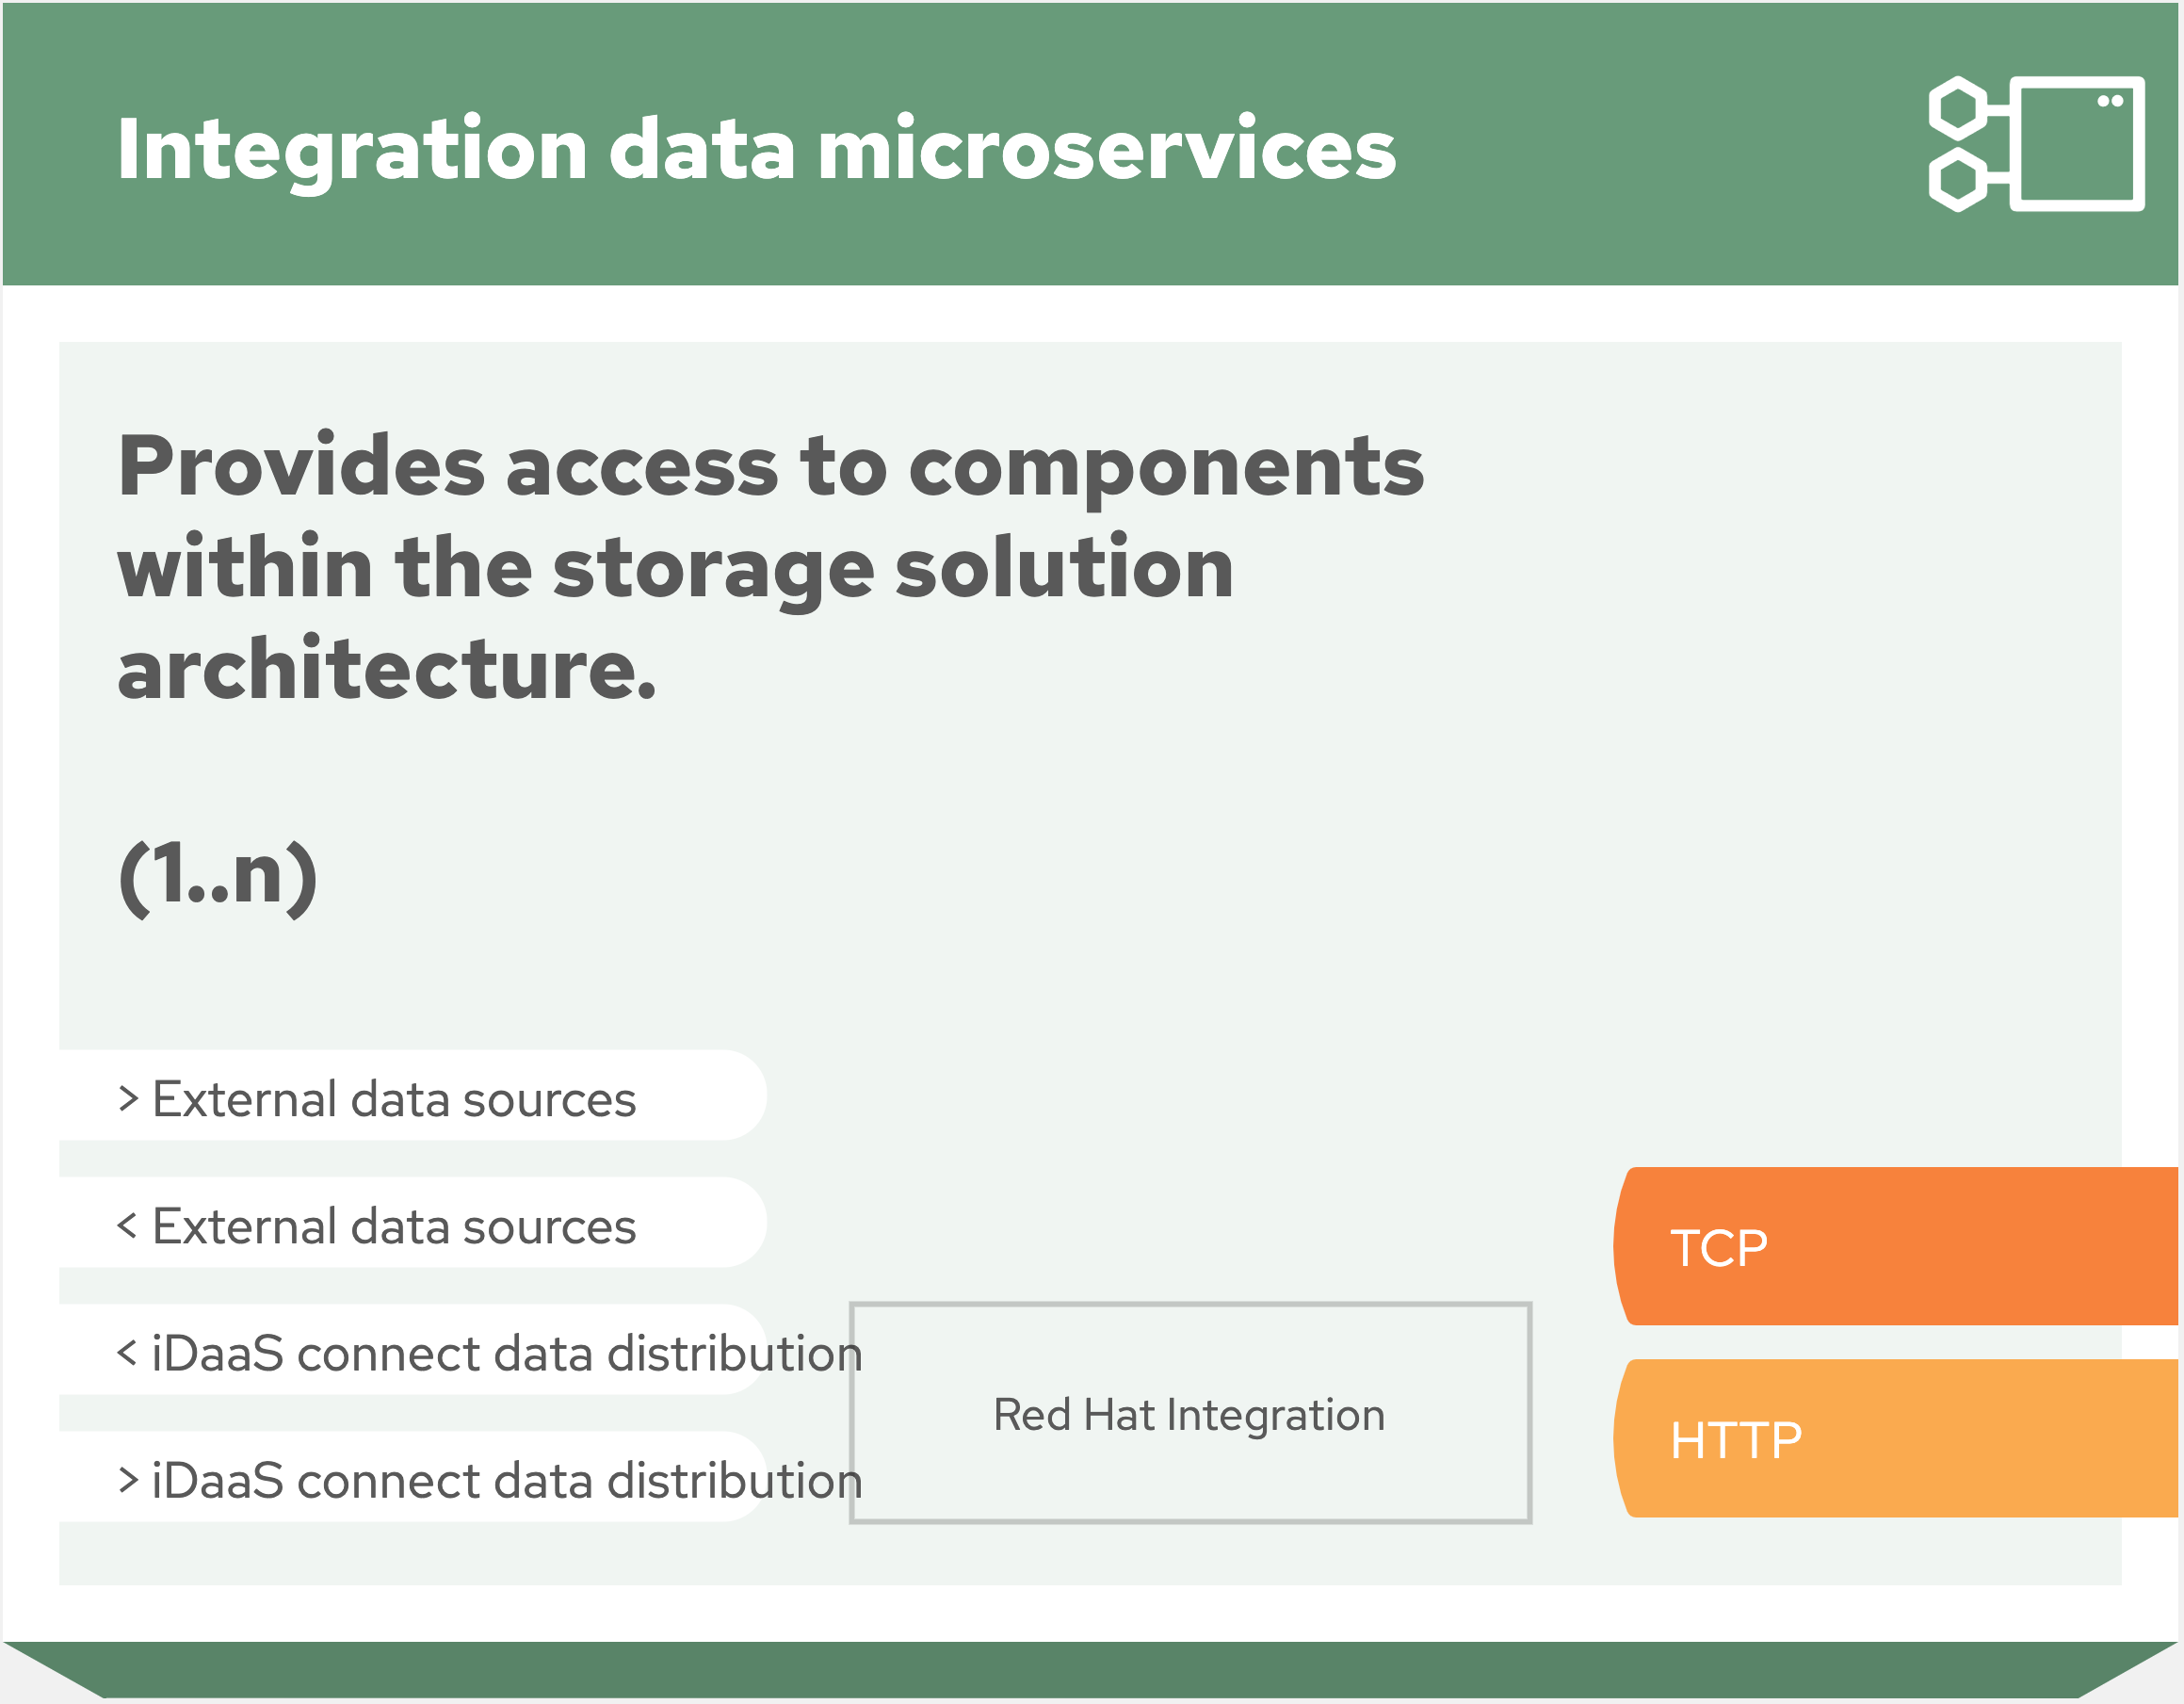 Integration data microservices
Provides access to components
within the storage solution
architecture.
(1..n)
> External data sources
< External data sources
< iDaaS connect data distribution
> iDaaS connect data distribution
Red Hat Integration
TCP
HTTP